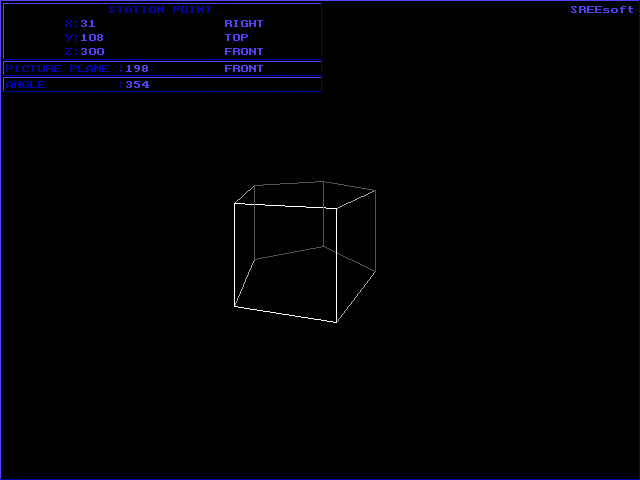 STATION POINT
SREEsoft
X:31 RIGHT
Y:108 TOP
Z:300 FRONT
PICTURE PLANE :198 FRONT
ANGLE :354